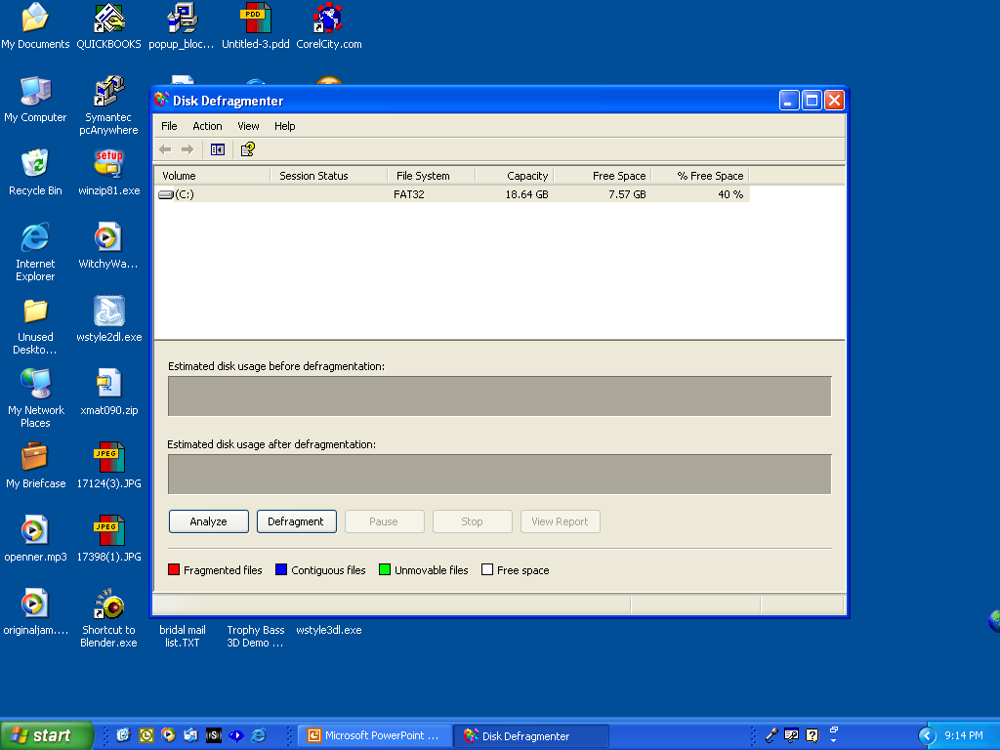 My Documents
QUICKBOOKS
popup_bloc...
PDD
Untitled-3.pdd
CorelCity.com
My Computer
Symantec
pcAnywhere
Recycle Bin
setup
winzip81.exe
Internet
Explorer
WitchyWa...
Unused
Deskto...
wstyle2dl.exe
My Network
Places
xmat090.zip
My Briefcase
JPEG
17124(3).JPG
openner.mp3
JPEG
17398(1).JPG
originaljam....
Shortcut to
Blender.exe
bridal mail
list.TXT
Trophy Bass
3D Demo ...
wstyle3dl.exe
Disk Defragmenter
File Action View Help
Volume Session Status File System Capacity Free Space % Free Space
(C:) FAT32 18.64 GB 7.57 GB 40 %
Estimated disk usage before defragmentation:
Estimated disk usage after defragmentation:
Analyze Defragment Pause Stop View Report
Fragmented files Contiguous files Unmovable files Free space
start Microsoft PowerPoint ... Disk Defragmenter 9:14 PM